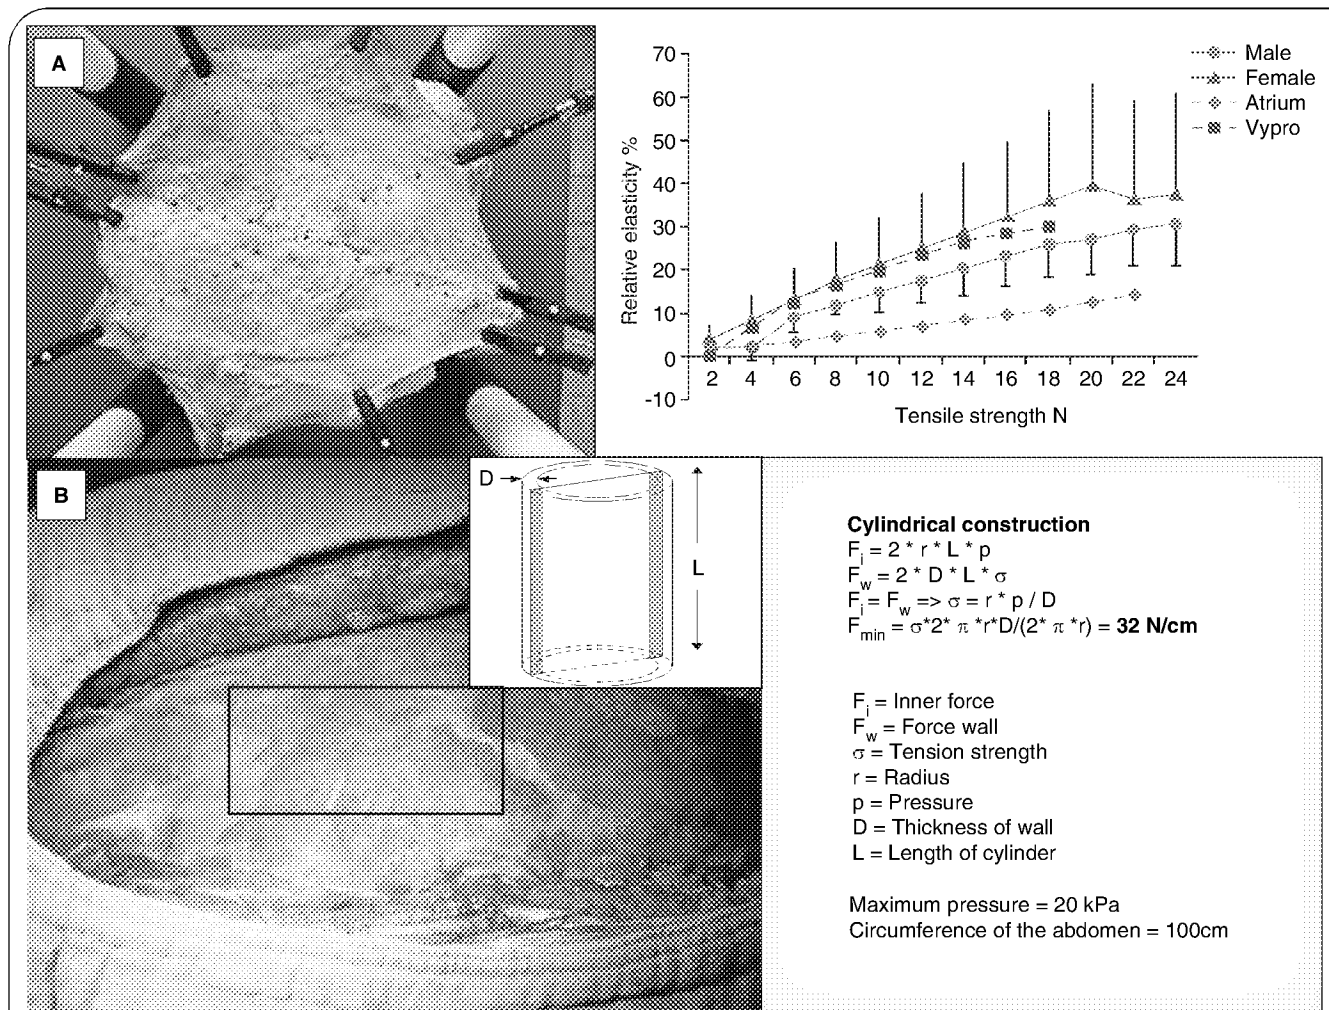 A
70
60
50
40
30
20
10
0
-10
Relative elasticity %
2 4 6 8 10 12 14 16 18 20 22 24
Tensile strength N
Male
Female
Atrium
Vypro
B
D
L
Cylindrical construction
Fi = 2 * r * L * p
Fw = 2 * D * L * σ
Fi = Fw => σ = r * p / D
Fmin = σ*2* π *r*D/(2* π *r) = 32 N/cm
Fi = Inner force
Fw = Force wall
σ = Tension strength
r = Radius
p = Pressure
D = Thickness of wall
L = Length of cylinder
Maximum pressure = 20 kPa
Circumference of the abdomen = 100cm